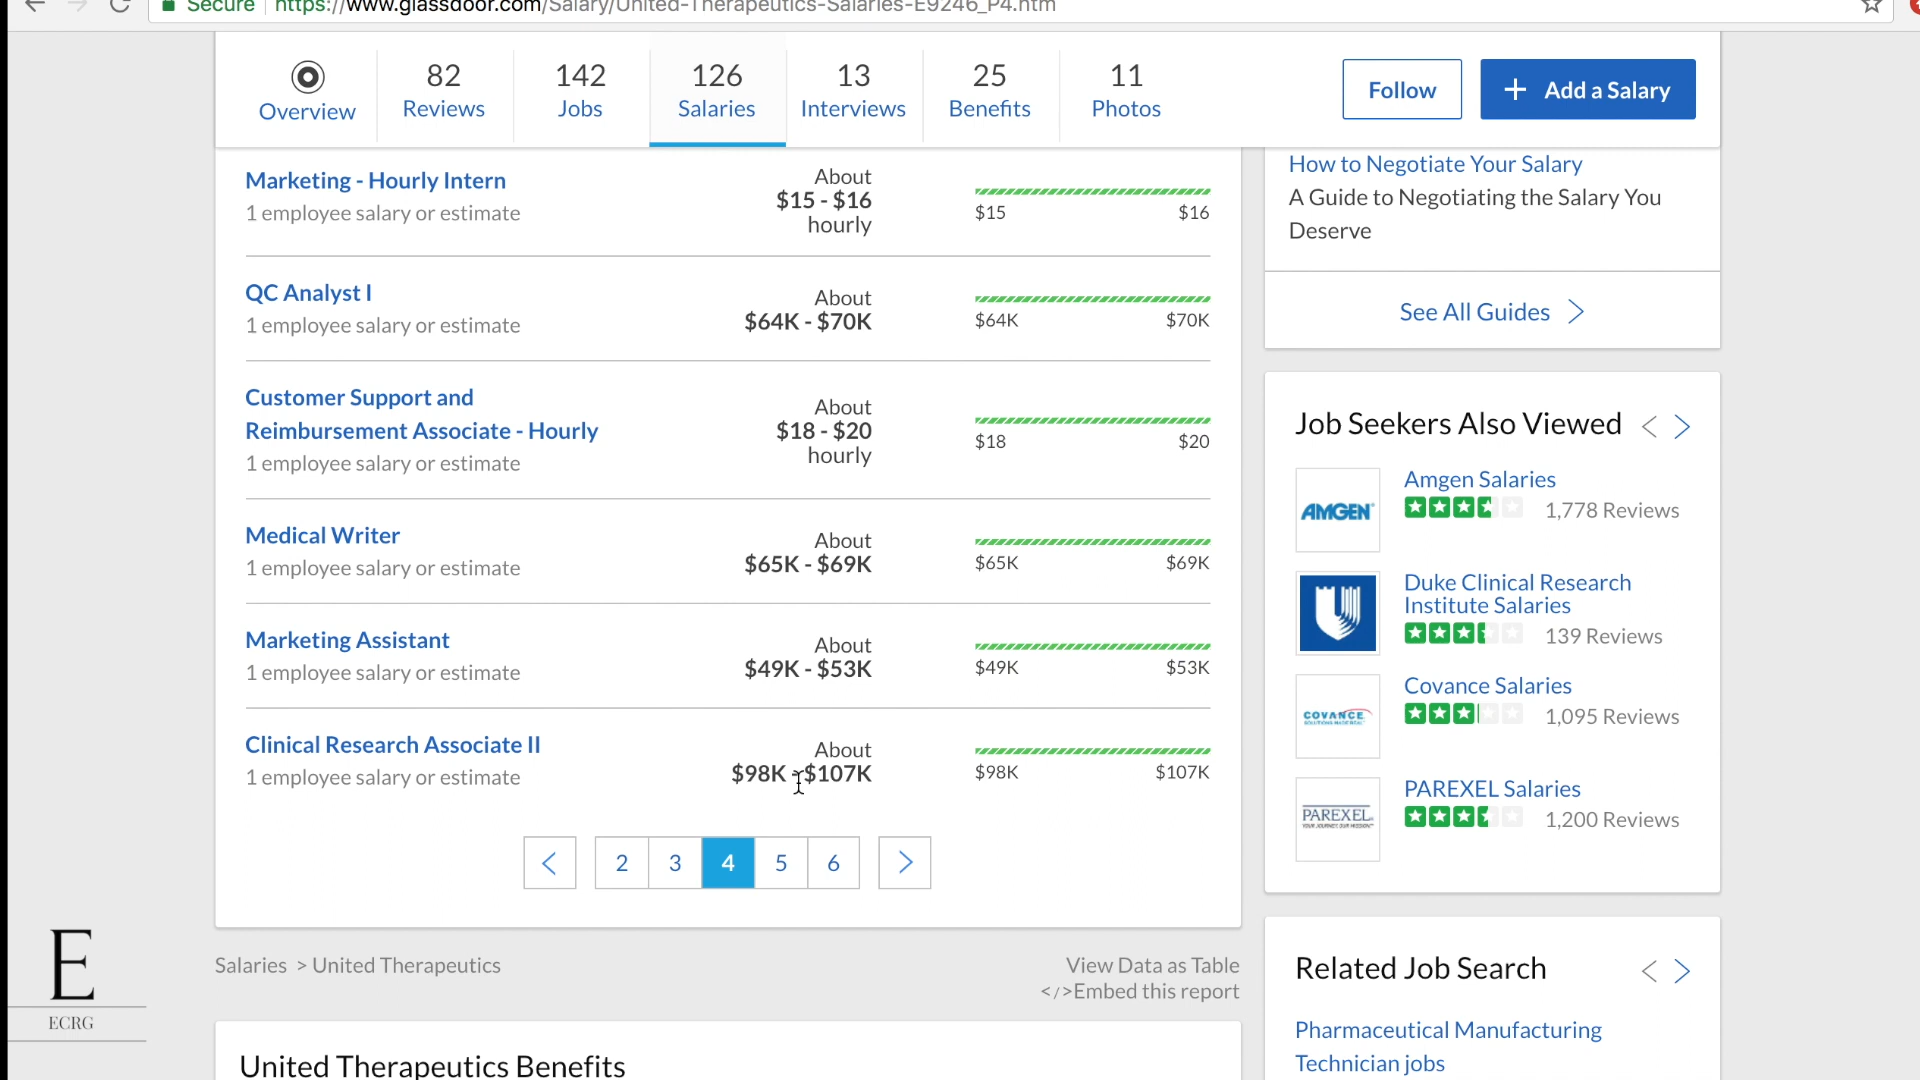 Secure
https://www.glassdoor.com/Salary/United-Therapeutics-Salaries-E9246_P4.htm
Overview
82
Reviews
142
Jobs
126
Salaries
13
Interviews
25
Benefits
11
Photos
Follow
+ Add a Salary
Marketing - Hourly Intern
1 employee salary or estimate
About
$15 - $16
hourly
$15
$16
QC Analyst I
1 employee salary or estimate
About
$64K - $70K
$64K
$70K
Customer Support and
Reimbursement Associate - Hourly
1 employee salary or estimate
About
$18 - $20
hourly
$18
$20
Medical Writer
1 employee salary or estimate
About
$65K - $69K
$65K
$69K
Marketing Assistant
1 employee salary or estimate
About
$49K - $53K
$49K
$53K
Clinical Research Associate II
1 employee salary or estimate
About
$98K - $107K
$98K
$107K
2
3
4
5
6
Salaries > United Therapeutics
View Data as Table
</>Embed this report
United Therapeutics Benefits
How to Negotiate Your Salary
A Guide to Negotiating the Salary You
Deserve
See All Guides
Job Seekers Also Viewed
AMGEN
Amgen Salaries
1,778 Reviews
Duke Clinical Research
Institute Salaries
139 Reviews
COVANCE
Covance Salaries
1,095 Reviews
PAREXEL
PAREXEL Salaries
1,200 Reviews
Related Job Search
Pharmaceutical Manufacturing
Technician jobs
E
ECRG